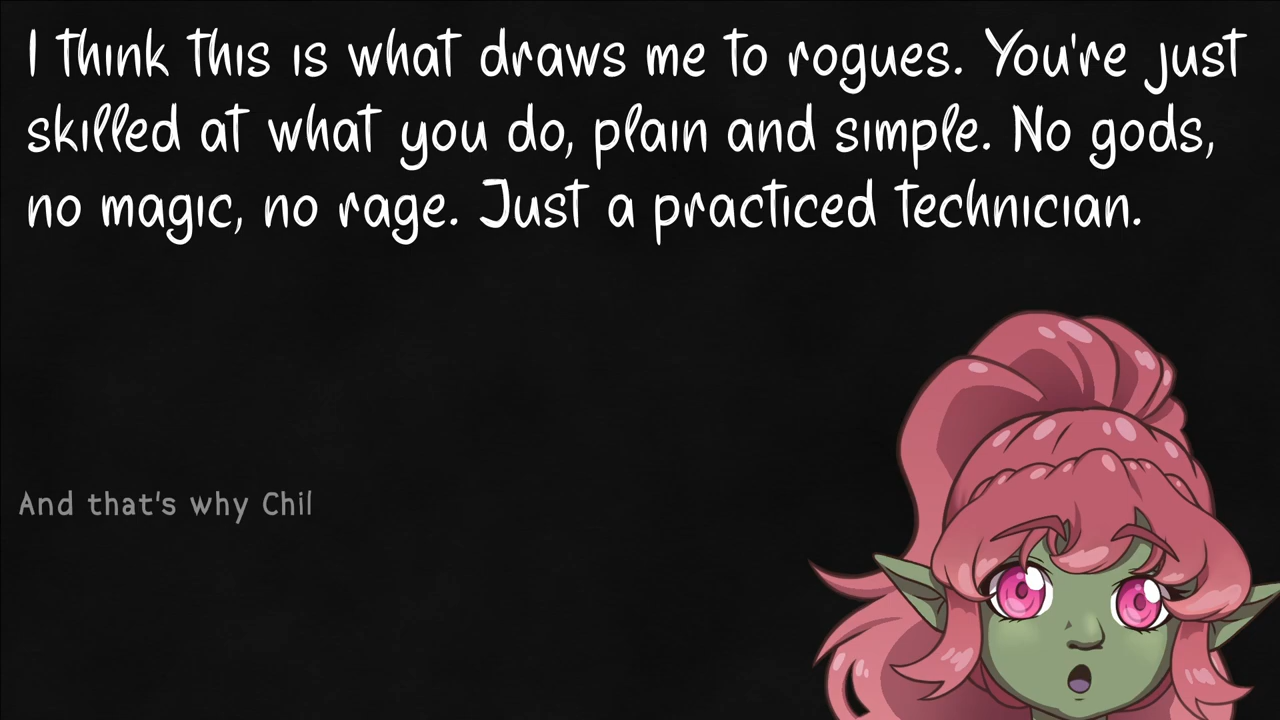 I think this is what draws me to rogues. You're just
skilled at what you do, plain and simple. No gods,
no magic, no rage. Just a practiced technician.
And that's why Chil